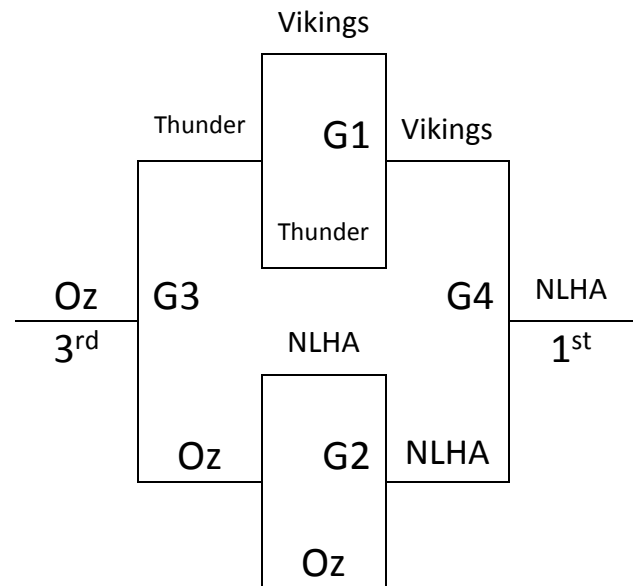 Vikings
Thunder
G1
Vikings
Thunder
Oz
G3
G4
NLHA
3rd
NLHA
1st
Oz
G2
NLHA
Oz